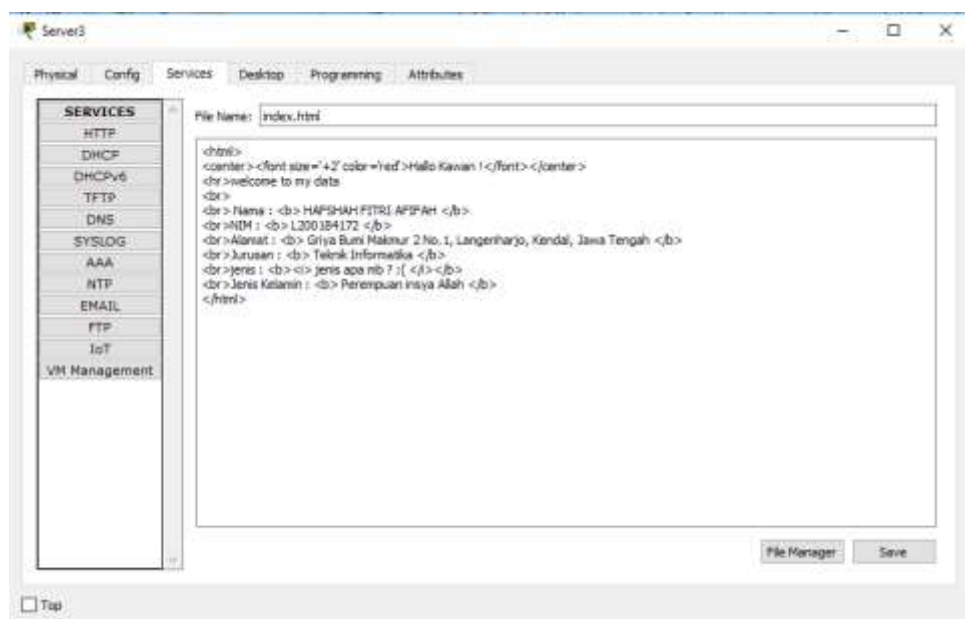 Server3
Physical Config Services Desktop Programming Attributes
SERVICES
HTTP
DHCP
DHCPv6
TFTP
DNS
SYSLOG
AAA
NTP
EMAIL
FTP
IoT
VM Management
File Name: index.html
<html>
<center><font size='+2' color='red'>Hallo Kawan !</font></center>
<hr>welcome to my data
<br>
<br> Nama : <b> HAFSHAH FITRI AFIFAH </b>
<br>NIM : <b> L200184172 </b>
<br>Alamat : <b> Griya Bumi Makmur 2 No. 1, Langenharjo, Kendal, Jawa Tengah </b>
<br>Jurusan : <b> Teknik Informatika </b>
<br>jenis : <b><i> jenis apa mb ? :( </i></b>
<br>Jenis Kelamin : <b> Perempuan insya Allah </b>
</html>
File Manager Save
Top